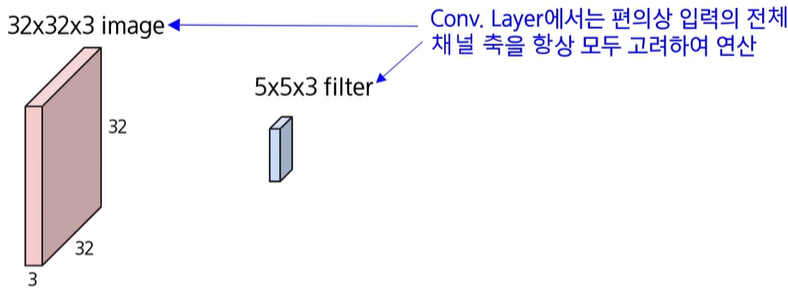 32x32x3 image
Conv. Layer에서는 편의상 입력의 전체
채널 축을 항상 모두 고려하여 연산
5x5x3 filter
32
32
3